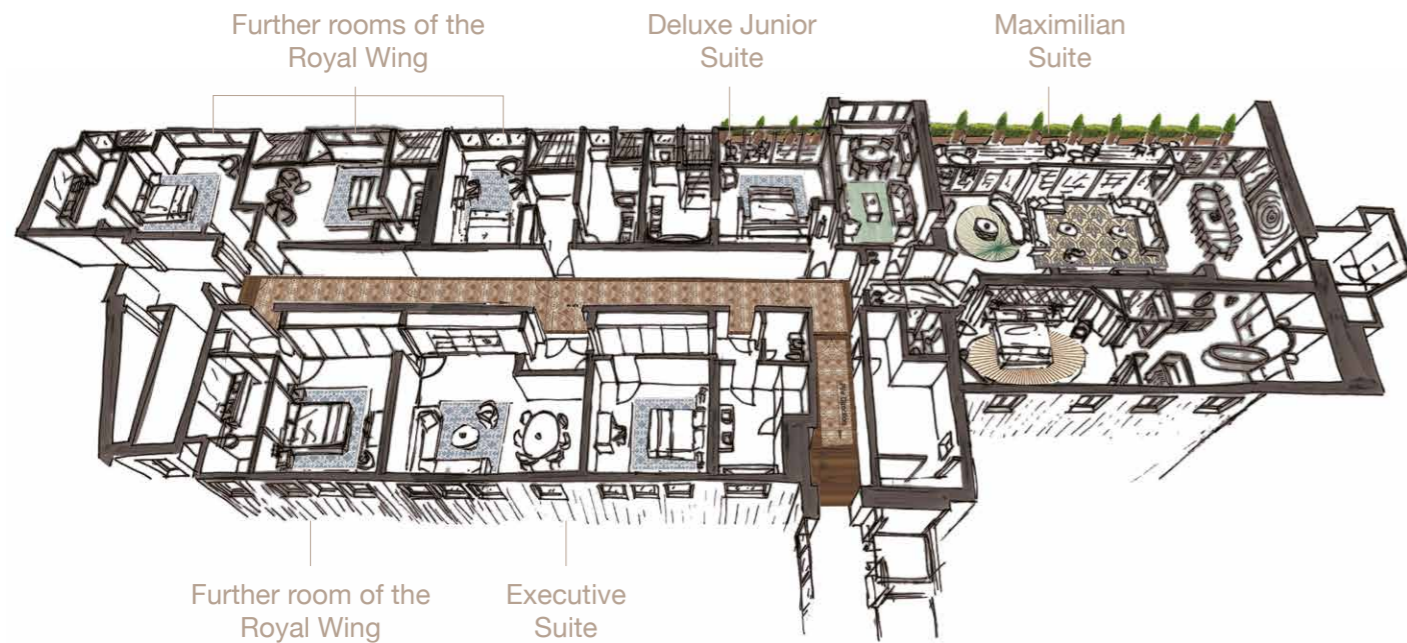 Further rooms of the
Royal Wing
Deluxe Junior
Suite
Maximilian
Suite
Further room of the
Royal Wing
Executive
Suite